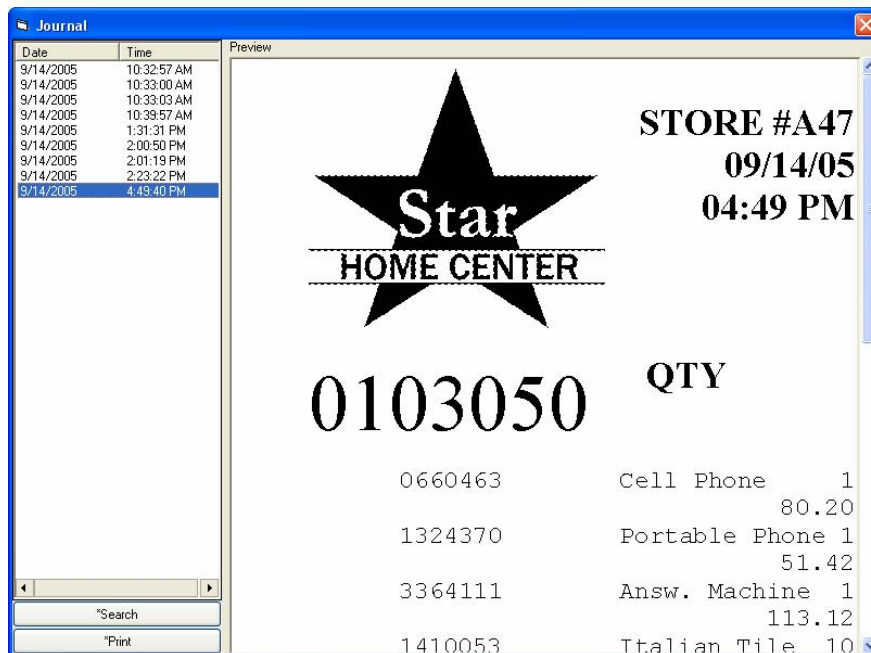 Journal
Date Time
9/14/2005 10:32:57 AM
9/14/2005 10:33:00 AM
9/14/2005 10:33:03 AM
9/14/2005 10:39:57 AM
9/14/2005 1:31:31 PM
9/14/2005 2:00:50 PM
9/14/2005 2:01:19 PM
9/14/2005 2:23:22 PM
9/14/2005 4:49:40 PM
*Search
*Print
Preview
Star
HOME CENTER
STORE #A47
09/14/05
04:49 PM
0103050 QTY
0660463 Cell Phone 1
80.20
1324370 Portable Phone 1
51.42
3364111 Answ. Machine 1
113.12
1410053 Italian Tile 10